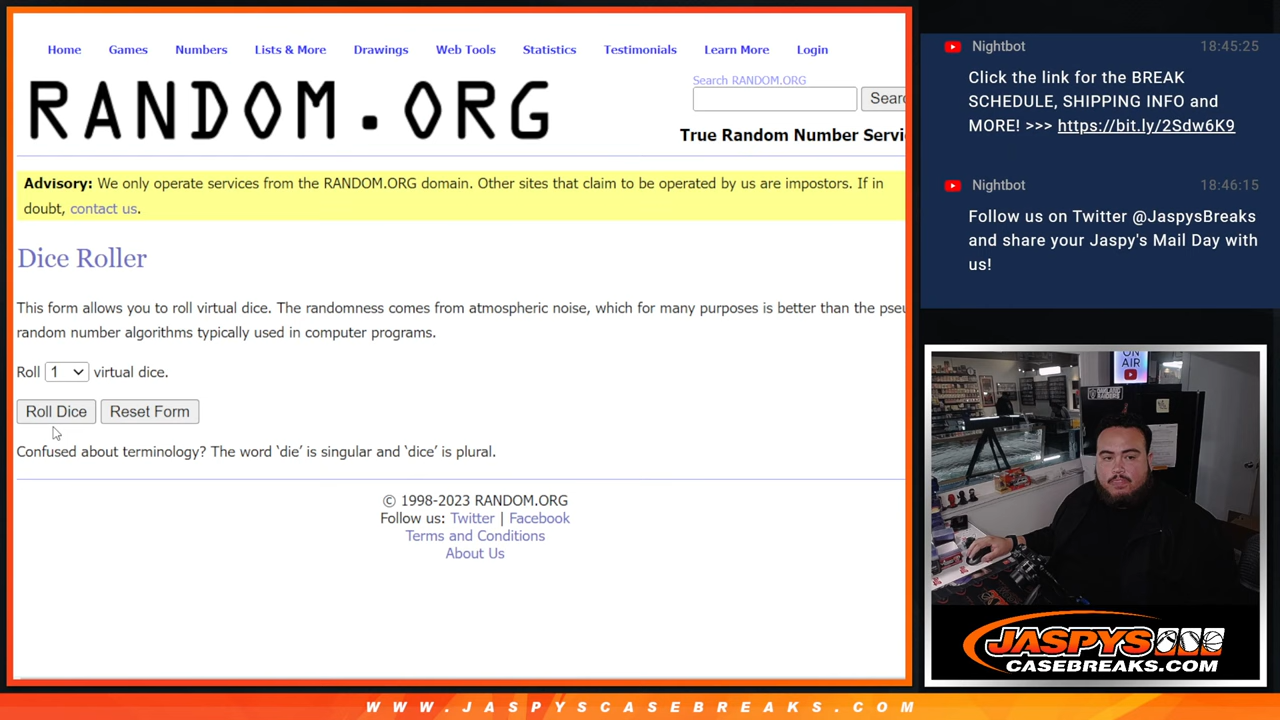 Home Games Numbers Lists & More Drawings Web Tools Statistics Testimonials Learn More Login
RANDOM.ORG
Search RANDOM.ORG
Searc
True Random Number Servi
Advisory: We only operate services from the RANDOM.ORG domain. Other sites that claim to be operated by us are impostors. If in
doubt, contact us.
Dice Roller
This form allows you to roll virtual dice. The randomness comes from atmospheric noise, which for many purposes is better than the pseu
random number algorithms typically used in computer programs.
Roll 1 virtual dice.
Roll Dice Reset Form
Confused about terminology? The word ‘die’ is singular and ‘dice’ is plural.
© 1998-2023 RANDOM.ORG
Follow us: Twitter | Facebook
Terms and Conditions
About Us
Nightbot 18:45:25
Click the link for the BREAK
SCHEDULE, SHIPPING INFO and
MORE! >>> https://bit.ly/2Sdw6K9
Nightbot 18:46:15
Follow us on Twitter @JaspysBreaks
and share your Jaspy's Mail Day with
us!
ON
AIR
OAKLAND
RAIDERS
JASPYS
CASEBREAKS.COM
WWW.JASPYSCASEBREAKS.COM